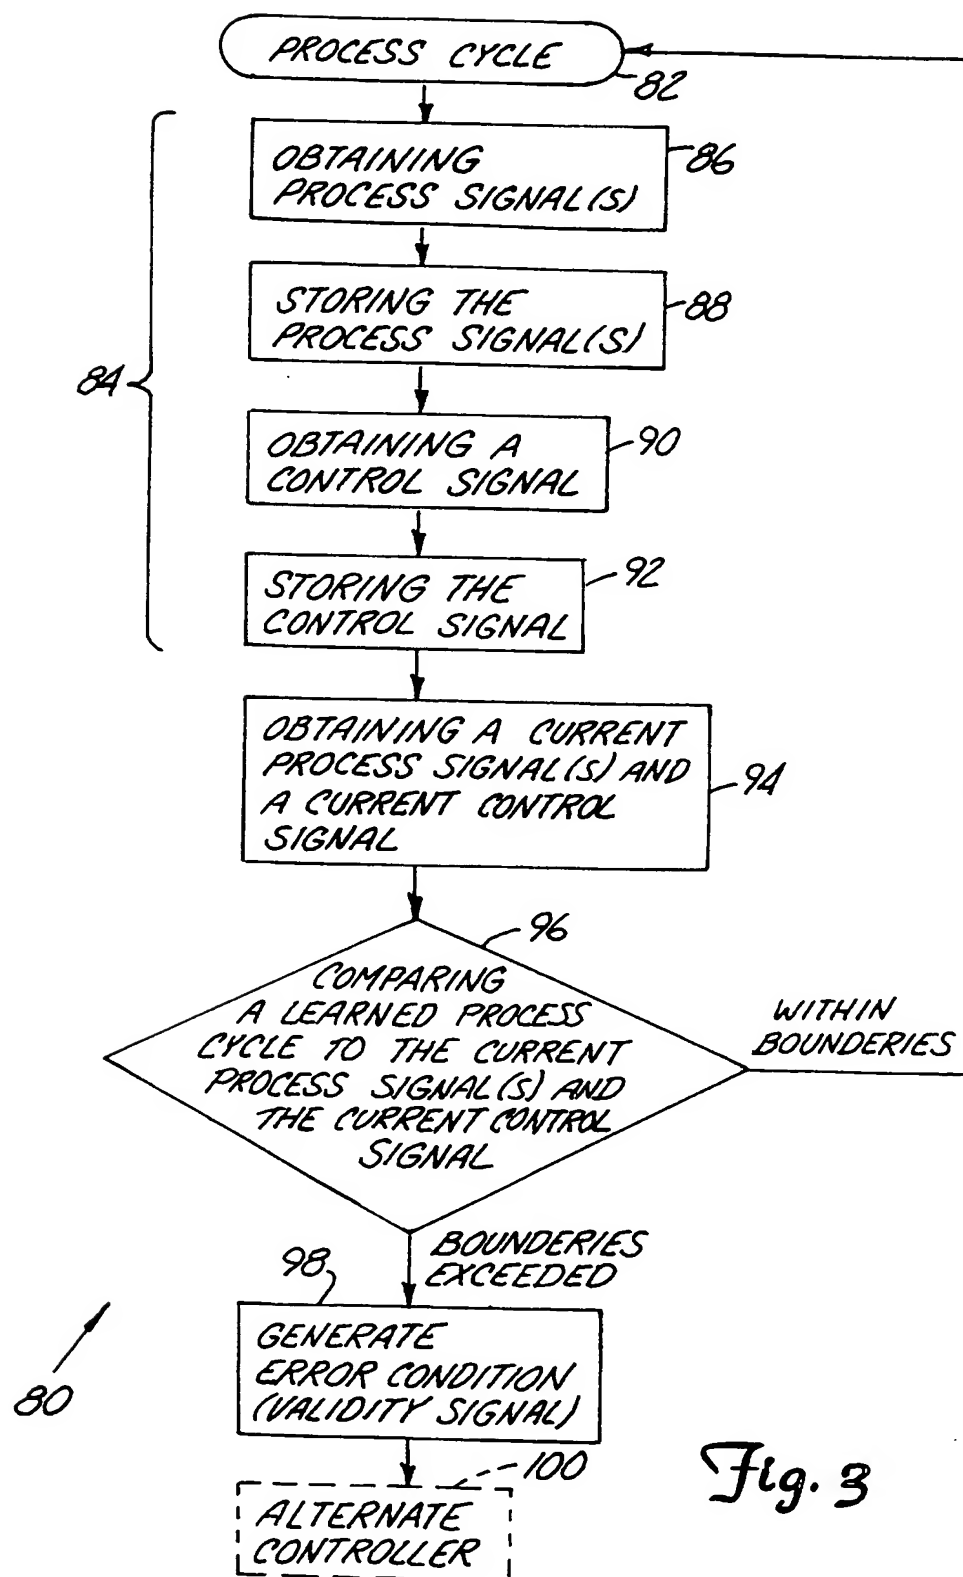 PROCESS CYCLE
82
84
OBTAINING
PROCESS SIGNAL(S)
86
STORING THE
PROCESS SIGNAL(S)
88
OBTAINING A
CONTROL SIGNAL
90
STORING THE
CONTROL SIGNAL
92
OBTAINING A CURRENT
PROCESS SIGNAL(S) AND
A CURRENT CONTROL
SIGNAL
94
96
COMPARING
A LEARNED PROCESS
CYCLE TO THE CURRENT
PROCESS SIGNAL(S) AND
THE CURRENT CONTROL
SIGNAL
WITHIN
BOUNDERIES
BOUNDERIES
EXCEEDED
98
GENERATE
ERROR CONDITION
(VALIDITY SIGNAL)
80
100
ALTERNATE
CONTROLLER
Fig. 3